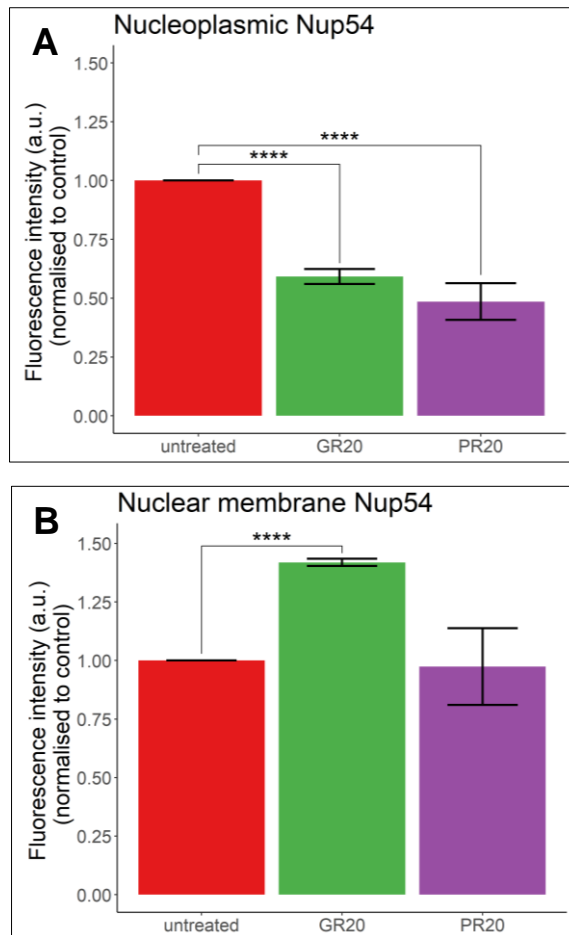 A
Nucleoplasmic Nup54
Fluorescence intensity (a.u.)
(normalised to control)
1.50
1.25
1.00
0.75
0.50
0.25
0.00
****
****
untreated GR20 PR20
B
Nuclear membrane Nup54
Fluorescence intensity (a.u.)
(normalised to control)
1.50
1.25
1.00
0.75
0.50
0.25
0.00
****
untreated GR20 PR20